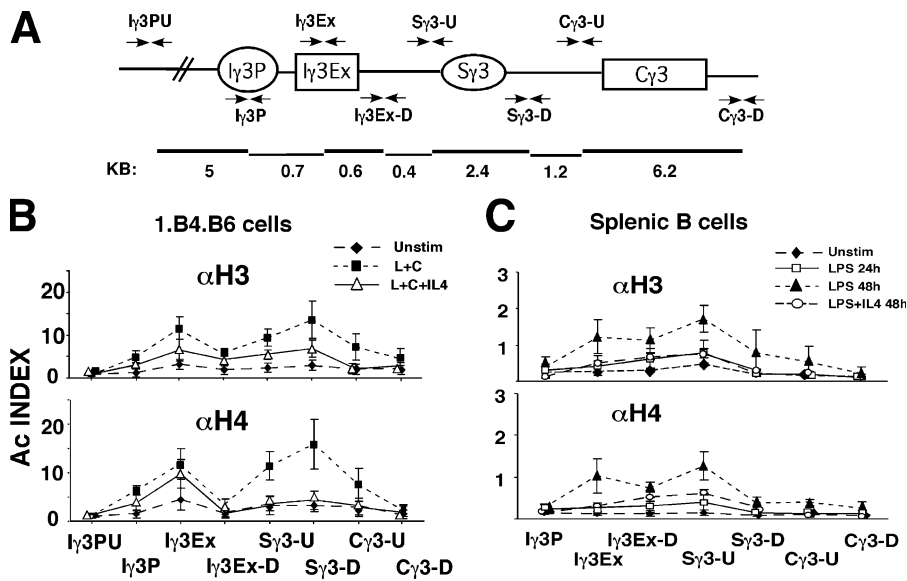 A
Iγ3PU
Iγ3Ex
Sγ3-U
Cγ3-U
Iγ3P
Iγ3Ex
Sγ3
Cγ3
Iγ3P
Iγ3Ex-D
Sγ3-D
Cγ3-D
KB: 5 0.7 0.6 0.4 2.4 1.2 6.2
B
1.B4.B6 cells
Unstim
L+C
L+C+IL4
αH3
20
10
0
αH4
20
10
0
Ac INDEX
Iγ3PU
Iγ3P
Iγ3Ex
Iγ3Ex-D
Sγ3-U
Sγ3-D
Cγ3-U
Cγ3-D
C
Splenic B cells
Unstim
LPS 24h
LPS 48h
LPS+IL4 48h
αH3
3
2
1
αH4
3
2
1
Iγ3P
Iγ3Ex
Iγ3Ex-D
Sγ3-U
Sγ3-D
Cγ3-U
Cγ3-D